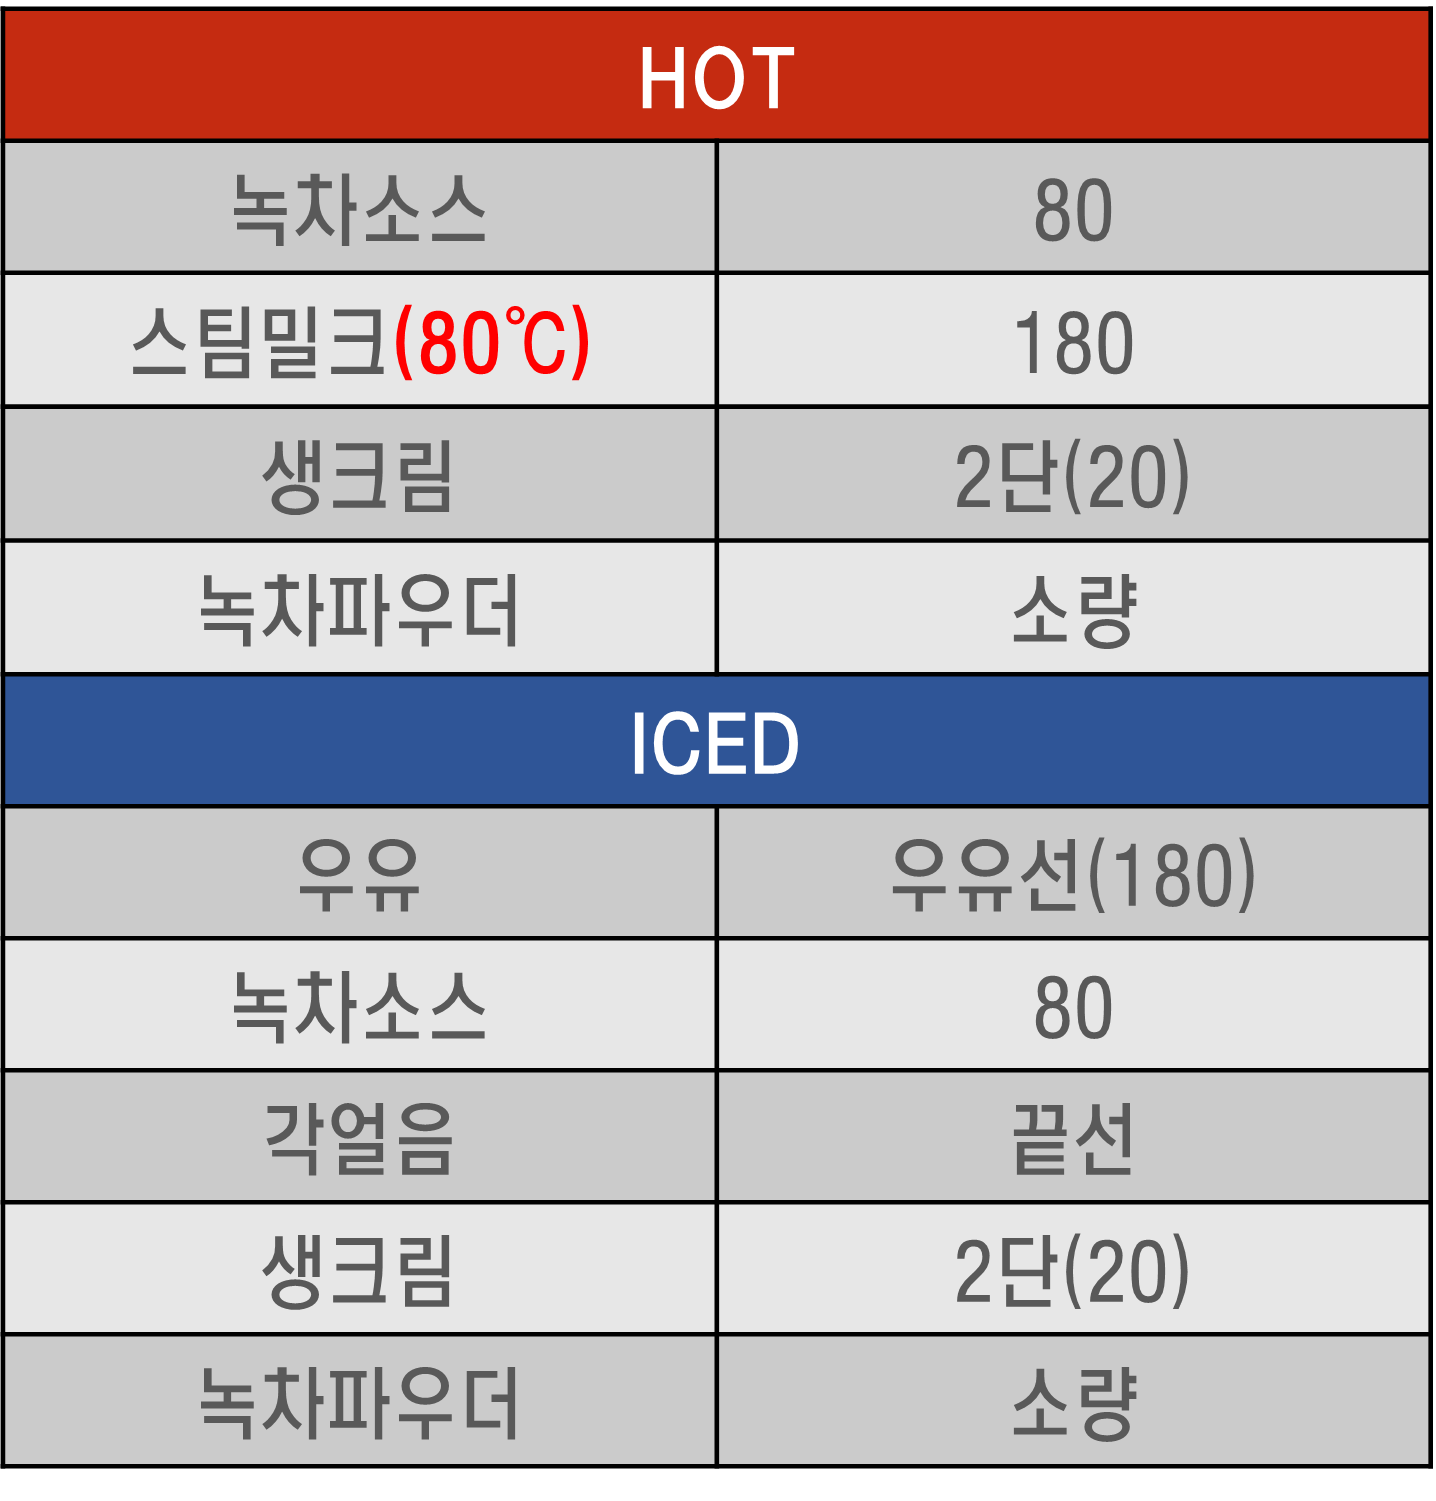 HOT
녹차소스 80
스팀밀크(80℃) 180
생크림 2단(20)
녹차파우더 소량
ICED
우유 우유선(180)
녹차소스 80
각얼음 끝선
생크림 2단(20)
녹차파우더 소량